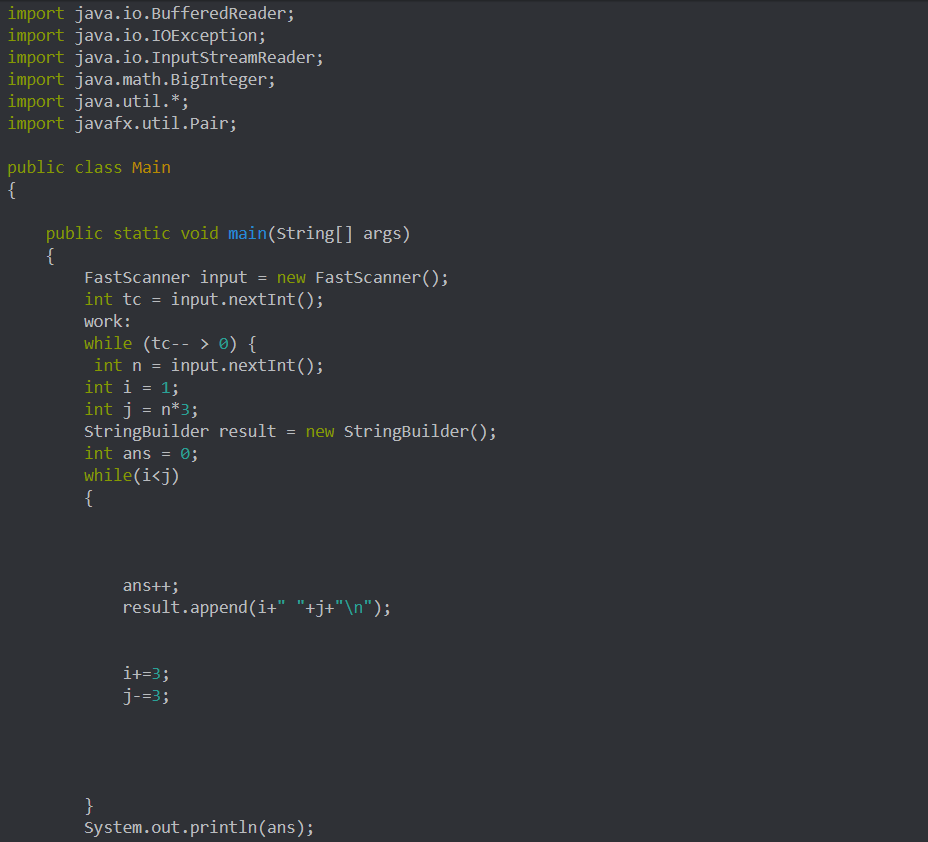 import java.io.BufferedReader;
import java.io.IOException;
import java.io.InputStreamReader;
import java.math.BigInteger;
import java.util.*;
import javafx.util.Pair;
public class Main
{
public static void main(String[] args)
{
FastScanner input = new FastScanner();
int tc = input.nextInt();
work:
while (tc-- > 0) {
int n = input.nextInt();
int i = 1;
int j = n*3;
StringBuilder result = new StringBuilder();
int ans = 0;
while(i<j)
{
ans++;
result.append(i+" "+j+"\n");
i+=3;
j-=3;
}
System.out.println(ans);